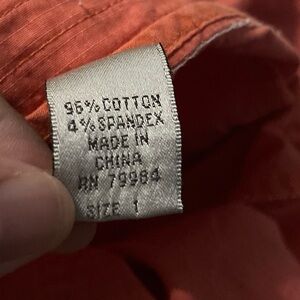 96% COTTON
4% SPANDEX
MADE IN
CHINA
RN 79984
SIZE 1